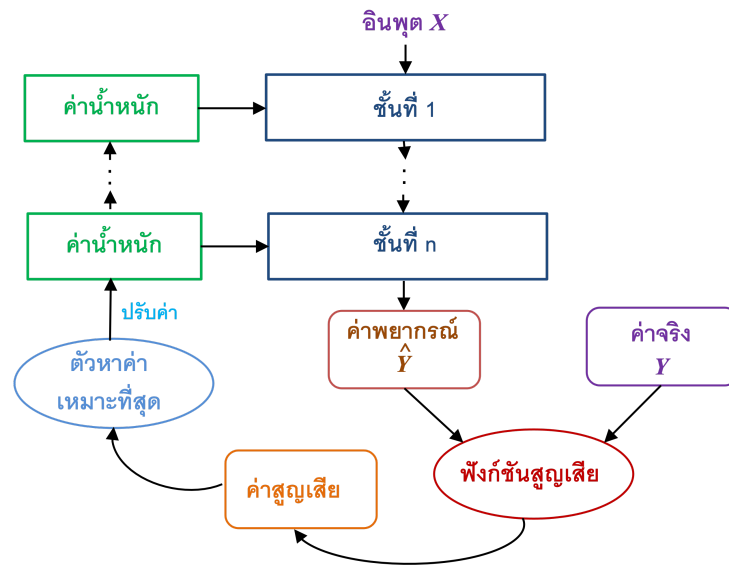 อินพุต X
ค่าน้ำหนัก
ชั้นที่ 1
ค่าน้ำหนัก
ชั้นที่ n
ปรับค่า
ค่าพยากรณ์
Ŷ
ค่าจริง
Y
ตัวหาค่า
เหมาะที่สุด
ฟังก์ชันสูญเสีย
ค่าสูญเสีย